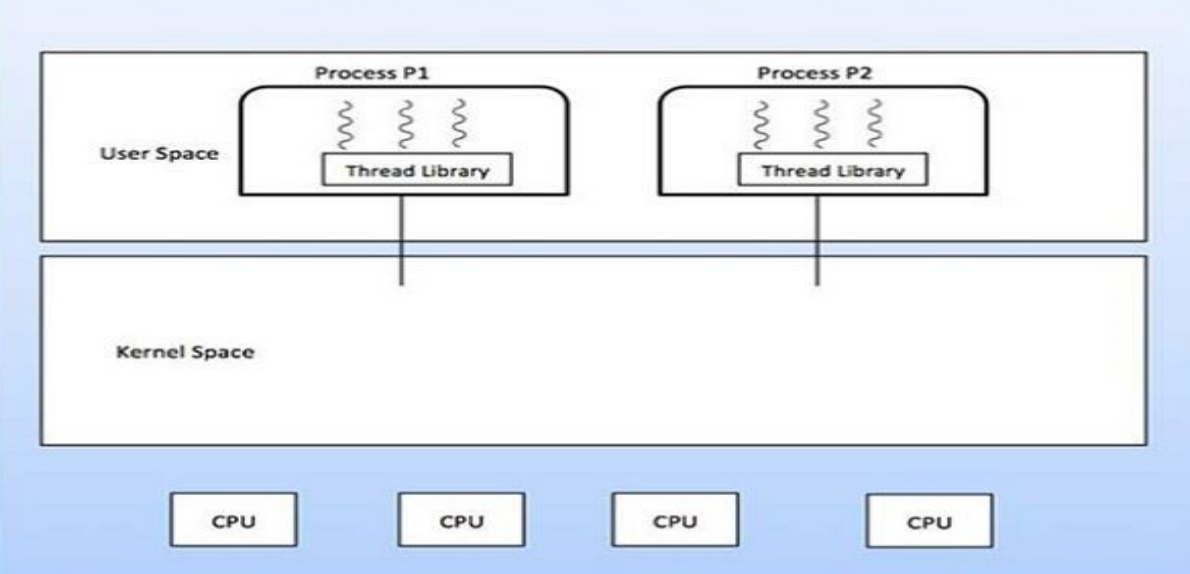 Process P1
Process P2
User Space
Thread Library
Thread Library
Kernel Space
CPU
CPU
CPU
CPU